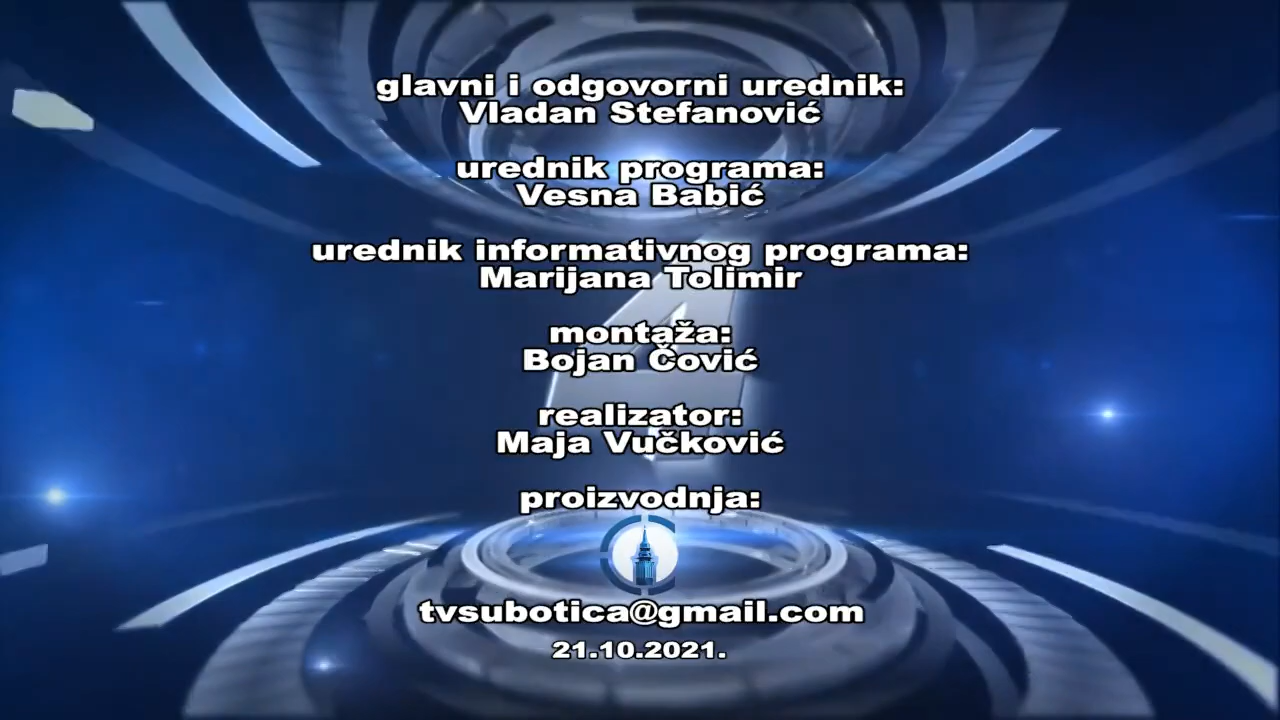 glavni i odgovorni urednik:
Vladan Stefanović
urednik programa:
Vesna Babić
urednik informativnog programa:
Marijana Tolimir
montaža:
Bojan Čović
realizator:
Maja Vučković
proizvodnja:
tvsubotica@gmail.com
21.10.2021.